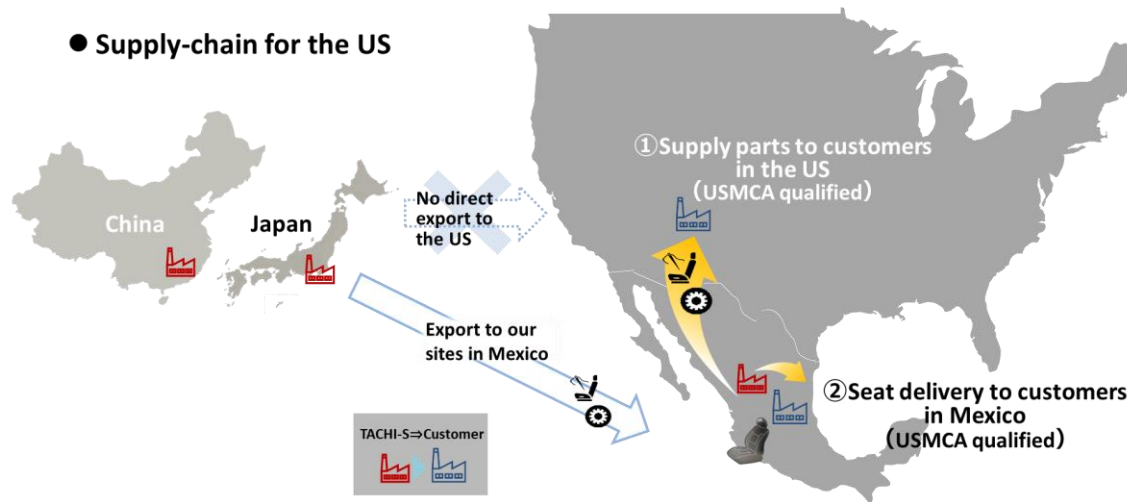 ● Supply-chain for the US
①Supply parts to customers
in the US
(USMCA qualified)
China
Japan
No direct
export to
the US
Export to our
sites in Mexico
②Seat delivery to customers
in Mexico
(USMCA qualified)
TACHI-S⇒Customer